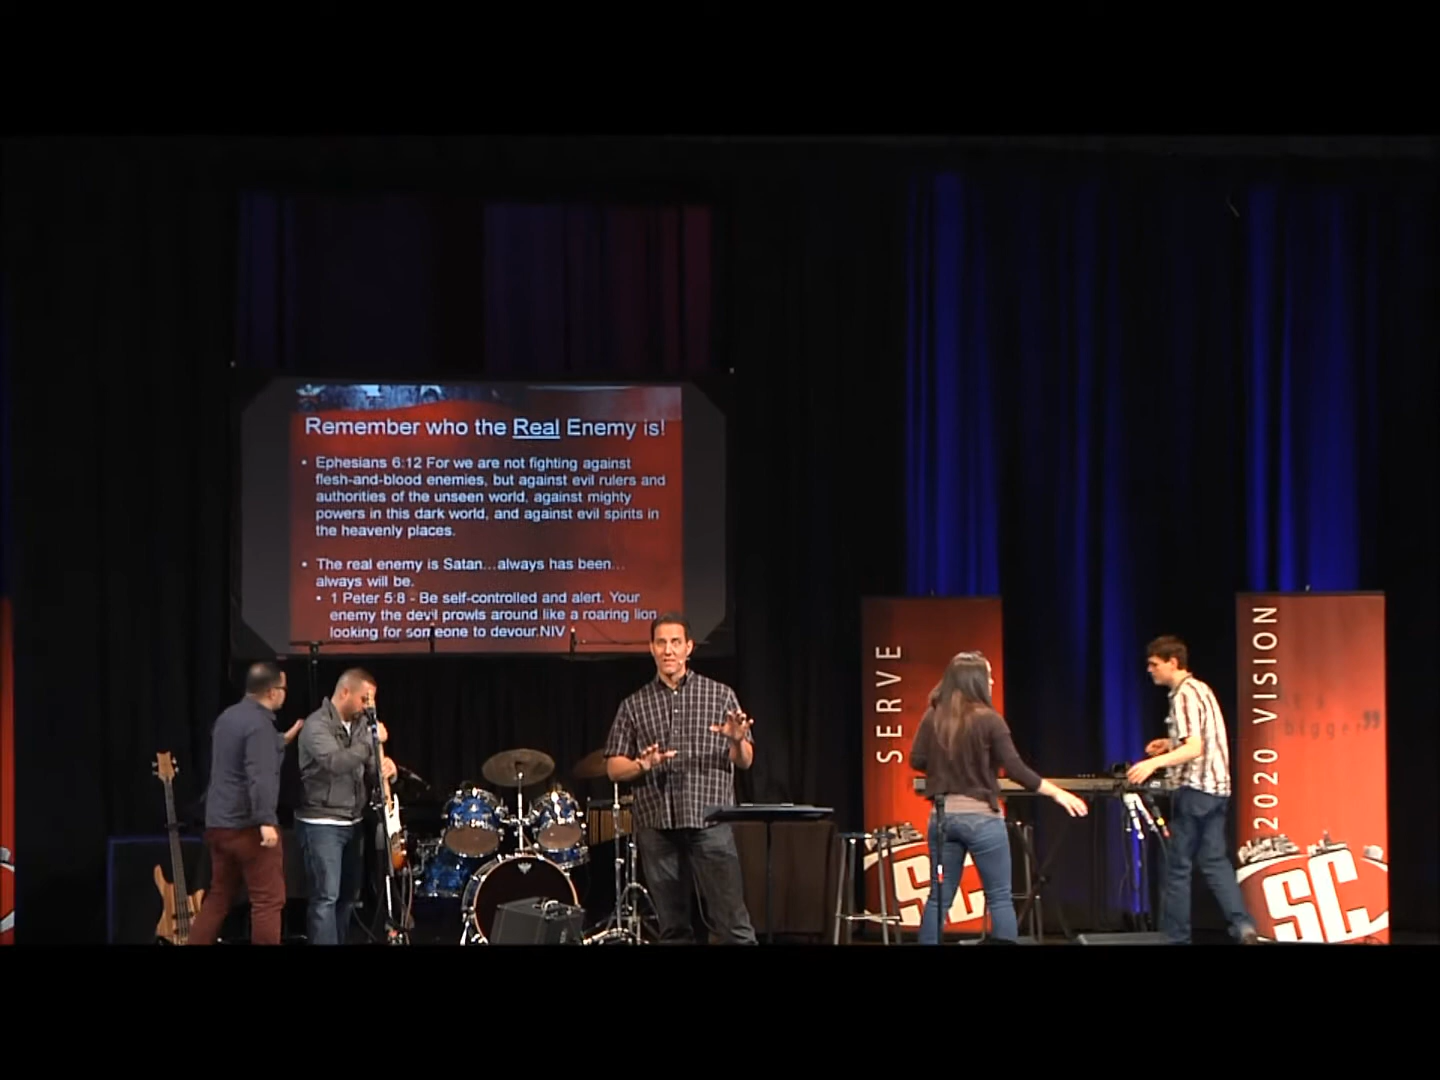 Remember who the Real Enemy is!
• Ephesians 6:12 For we are not fighting against
flesh-and-blood enemies, but against evil rulers and
authorities of the unseen world, against mighty
powers in this dark world, and against evil spirits in
the heavenly places.
• The real enemy is Satan…always has been…
always will be.
• 1 Peter 5:8 - Be self-controlled and alert. Your
enemy the devil prowls around like a roaring lion
looking for someone to devour.NIV
SERVE
SC
2020 VISION
bigger”
SC